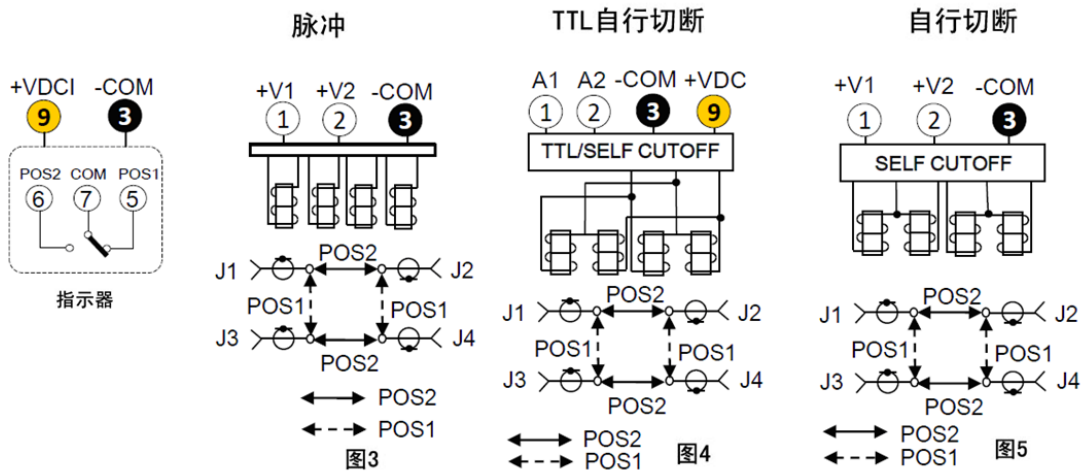 脉冲
TTL自行切断
自行切断
+VDCI -COM
9 3
POS2 COM POS1
6 7 5
指示器
+V1 +V2 -COM
1 2 3
J1 POS2 J2
POS1 POS1
J3 J4
POS2
POS2
POS1
图3
A1 A2 -COM +VDC
1 2 3 9
TTL/SELF CUTOFF
POS2
J1 J2
POS1 POS1
J3 J4
POS2
POS2
POS1
图4
+V1 +V2 -COM
1 2 3
SELF CUTOFF
POS2
J1 J2
POS1 POS1
J3 J4
POS2
POS2
POS1
图5